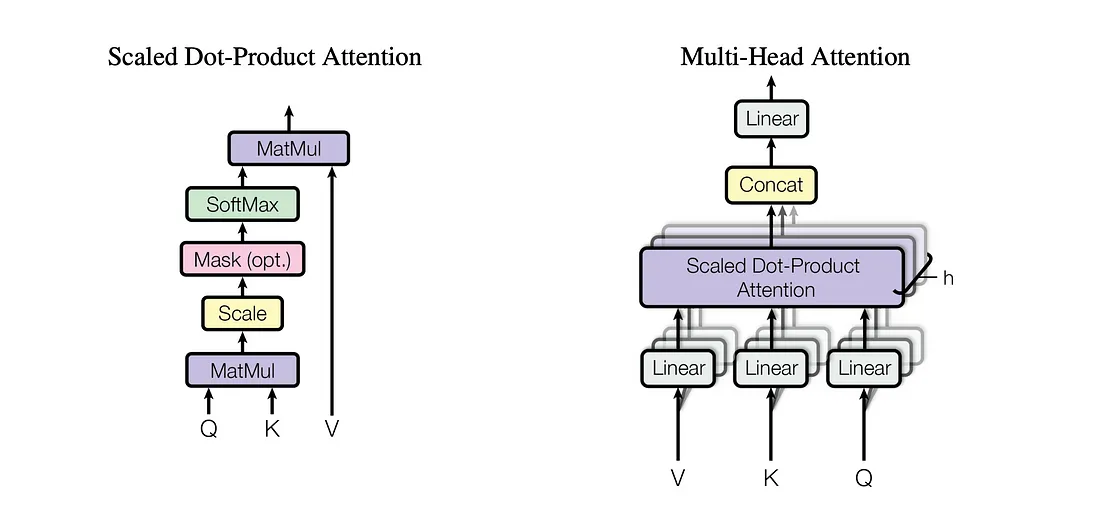 Scaled Dot-Product Attention
MatMul
SoftMax
Mask (opt.)
Scale
MatMul
Q K V
Multi-Head Attention
Linear
Concat
Scaled Dot-Product
Attention
h
Linear Linear Linear
V K Q